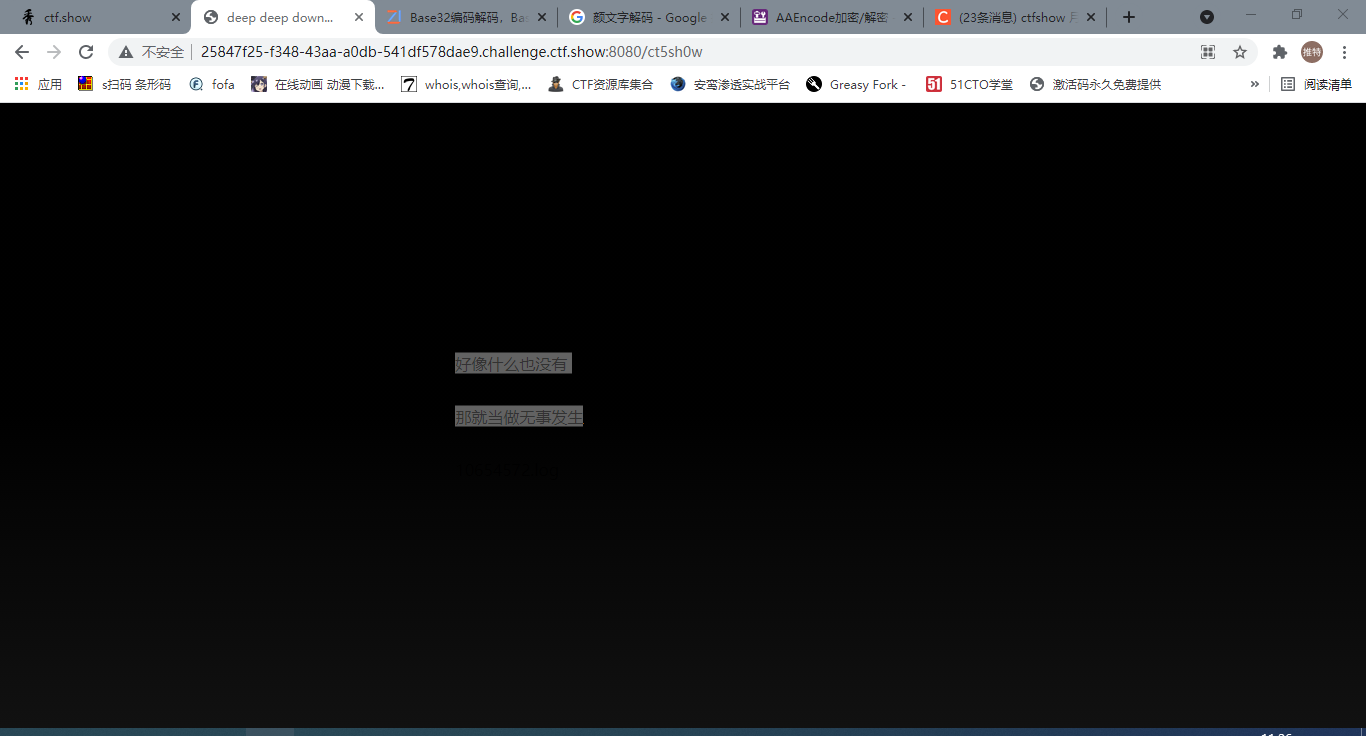 ctf.show
deep deep down...
Base32编码解码，Bas
颜文字解码 - Google
AAEncode加密/解密
(23条消息) ctfshow
不安全
25847f25-f348-43aa-a0db-541df578dae9.challenge.ctf.show:8080/ct5sh0w
推特
应用
s扫码 条形码
fofa
在线动画 动漫下载...
whois,whois查询,...
CTF资源库集合
安鸾渗透实战平台
Greasy Fork -
51CTO学堂
激活码永久免费提供
»
阅读清单
好像什么也没有
那就当做无事发生